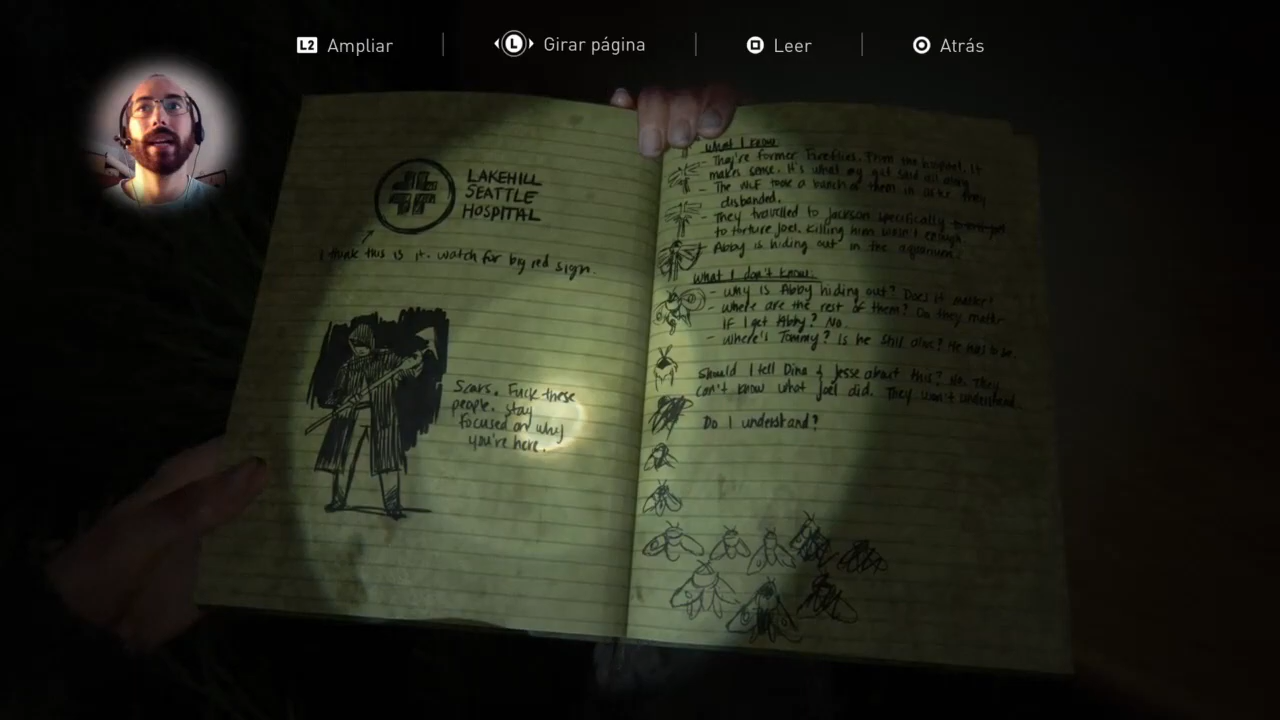 L2 Ampliar
L Girar página
Leer
Atrás
LAKEHILL
SEATTLE
HOSPITAL
I think this is it. Watch for big red sign.
Scars. Fuck these
people. Stay
focused on why
you're here.
What I know
- They're former Fireflies. From the hospital. It
makes sense. It's what my gut said all along
- The WLF took a bunch of them in after they
disbanded.
- They travelled to Jackson specifically
to torture Joel. Killing him wasn't enough.
- Abby is hiding out in the aquarium?
What I don't know:
- Why is Abby hiding out? Does it matter?
- Where are the rest of them? Do they matter
if I get Abby? No.
- Where's Tommy? Is he still alive? He has to be.
Should I tell Dina & Jesse about this? No. They
can't know what Joel did. They won't understand.
Do I understand?